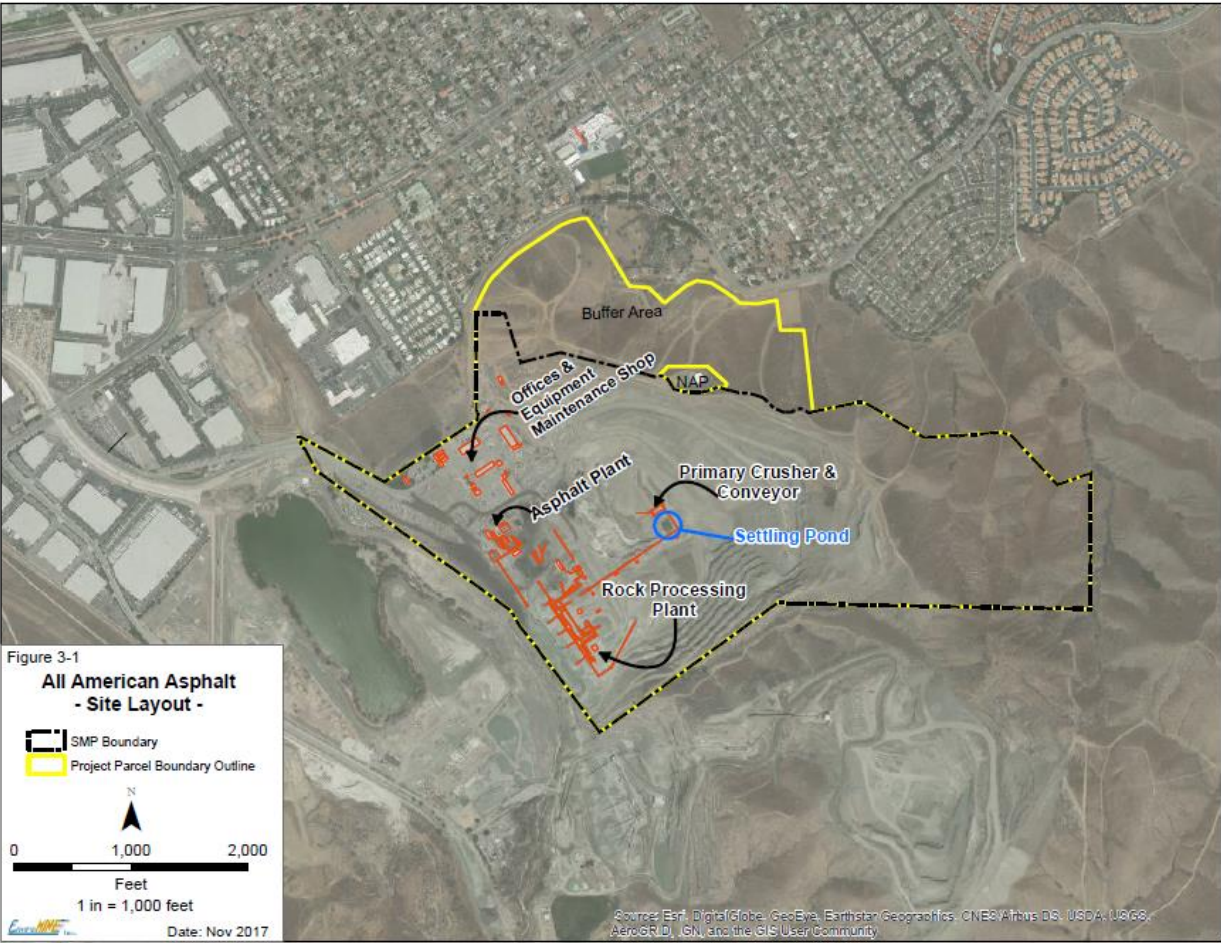 Buffer Area
NAP
Offices &
Equipment
Maintenance Shop
Asphalt Plant
Primary Crusher &
Conveyor
Settling Pond
Rock Processing
Plant
Figure 3-1
All American Asphalt
- Site Layout -
SMP Boundary
Project Parcel Boundary Outline
N
0 1,000 2,000
Feet
1 in = 1,000 feet
Date: Nov 2017
Source: Esri, DigitalGlobe, GeoEye, Earthstar Geographics, CNES/Airbus DS, USDA, USGS,
AeroGRID, IGN, and the GIS User Community